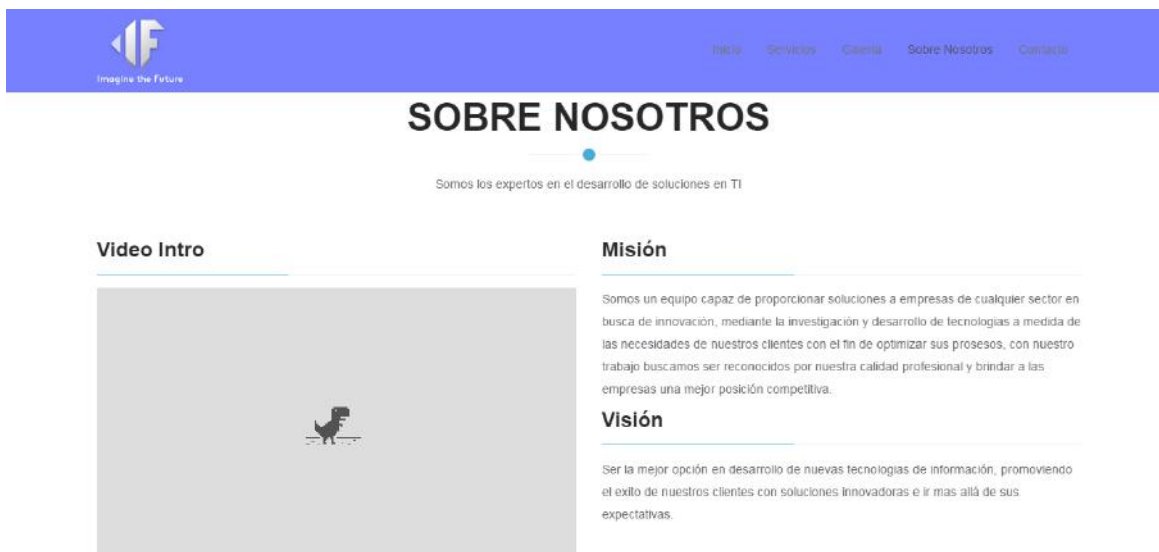 Imagine the Future
Inicio Servicios Galeria Sobre Nosotros Contacto
SOBRE NOSOTROS
Somos los expertos en el desarrollo de soluciones en TI
Video Intro
Misión
Somos un equipo capaz de proporcionar soluciones a empresas de cualquier sector en
busca de innovación, mediante la investigación y desarrollo de tecnologias a medida de
las necesidades de nuestros clientes con el fin de optimizar sus prosesos, con nuestro
trabajo buscamos ser reconocidos por nuestra calidad profesional y brindar a las
empresas una mejor posición competitiva.
Visión
Ser la mejor opción en desarrollo de nuevas tecnologias de información, promoviendo
el exito de nuestros clientes con soluciones innovadoras e ir mas allá de sus
expectativas.